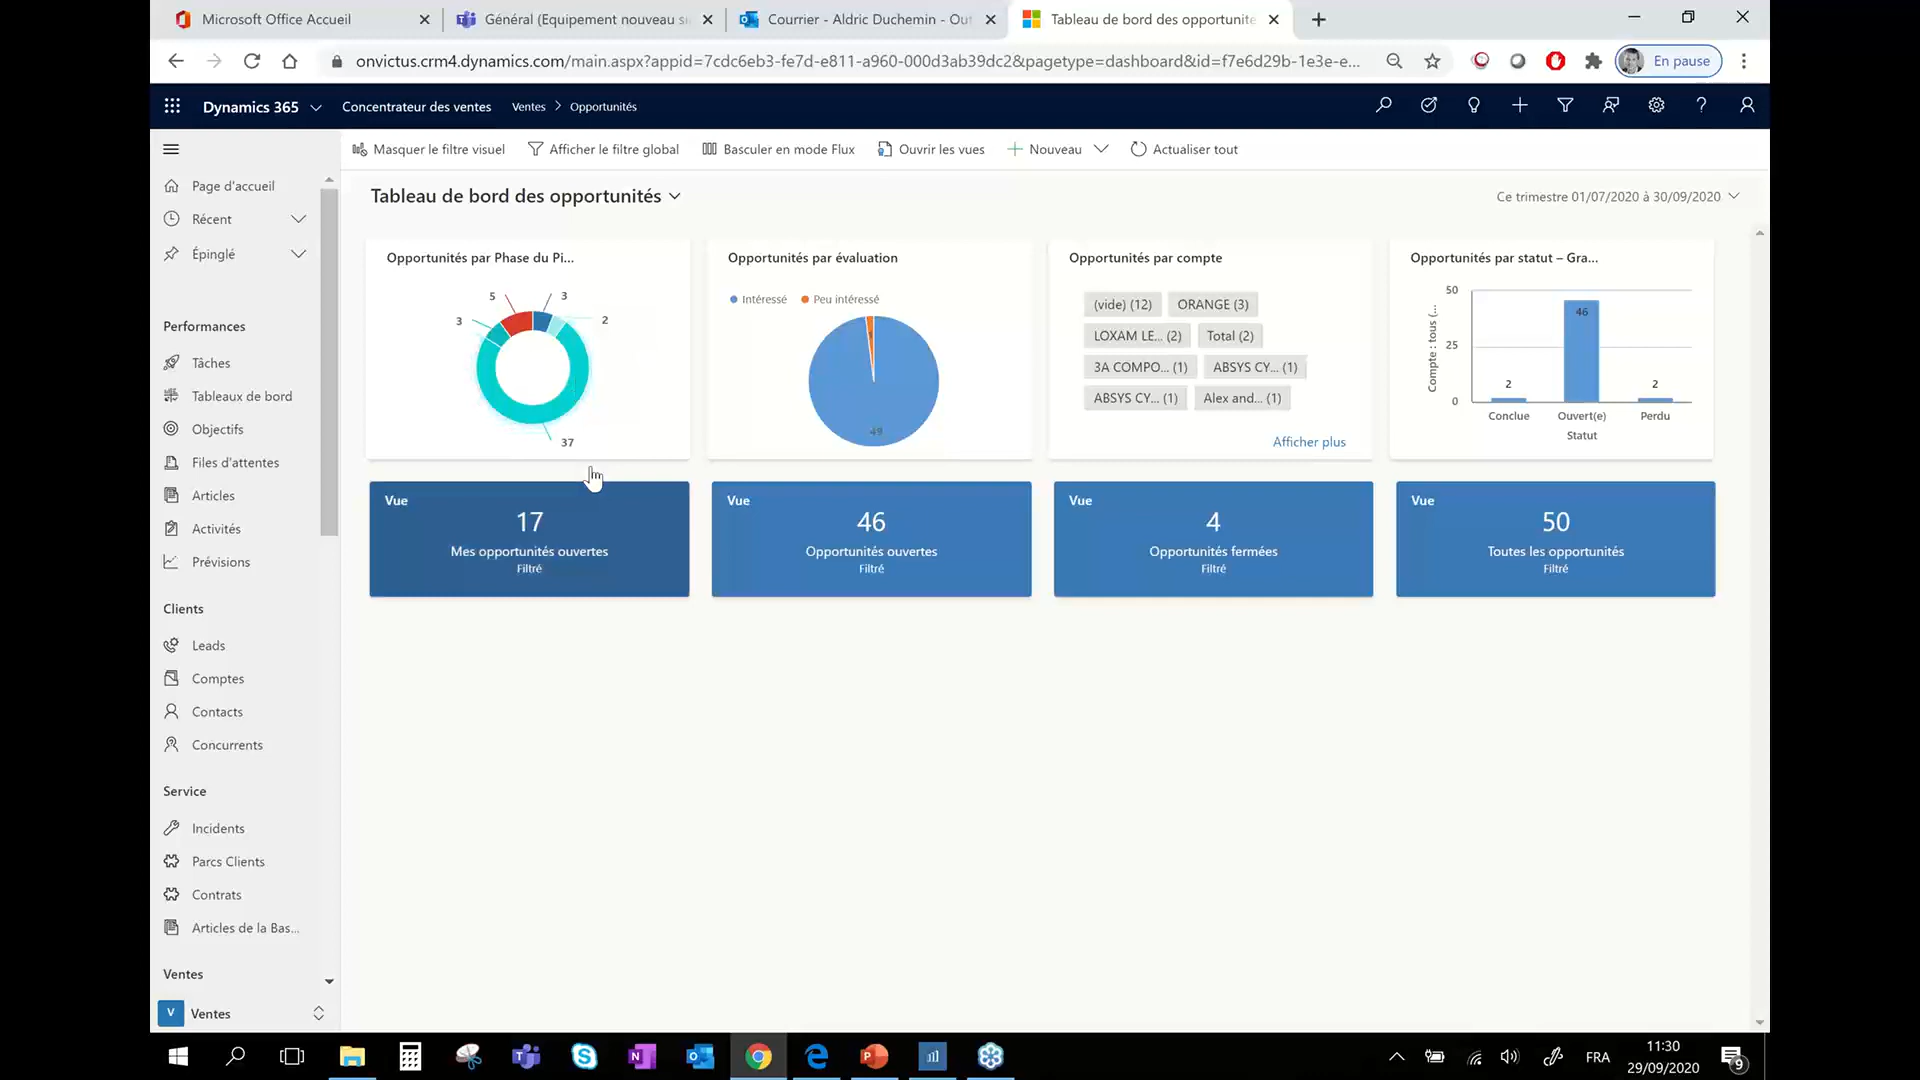 Microsoft Office Accueil
Général (Equipement nouveau s
Courrier - Aldric Duchemin - Out
Tableau de bord des opportunité
onvictus.crm4.dynamics.com/main.aspx?appid=7cdc6eb3-fe7d-e811-a960-000d3ab39dc2&pagetype=dashboard&id=f7e6d29b-1e3e-e...
En pause
Dynamics 365
Concentrateur des ventes
Ventes > Opportunités
Masquer le filtre visuel
Afficher le filtre global
Basculer en mode Flux
Ouvrir les vues
Nouveau
Actualiser tout
Page d'accueil
Récent
Épinglé
Performances
Tâches
Tableaux de bord
Objectifs
Files d'attentes
Articles
Activités
Prévisions
Clients
Leads
Comptes
Contacts
Concurrents
Service
Incidents
Parcs Clients
Contrats
Articles de la Bas...
Ventes
V Ventes
Tableau de bord des opportunités
Ce trimestre 01/07/2020 à 30/09/2020
Opportunités par Phase du Pi...
5
3
3
2
37
Opportunités par évaluation
Intéressé
Peu intéressé
49
Opportunités par compte
(vide) (12)
ORANGE (3)
LOXAM LE... (2)
Total (2)
3A COMPO... (1)
ABSYS CY... (1)
ABSYS CY... (1)
Alex and... (1)
Afficher plus
Opportunités par statut – Gra...
Compte : tous (...
50
25
0
2
46
2
Conclue
Ouvert(e)
Perdu
Statut
Vue
17
Mes opportunités ouvertes
Filtré
Vue
46
Opportunités ouvertes
Filtré
Vue
4
Opportunités fermées
Filtré
Vue
50
Toutes les opportunités
Filtré
FRA
11:30
29/09/2020
9